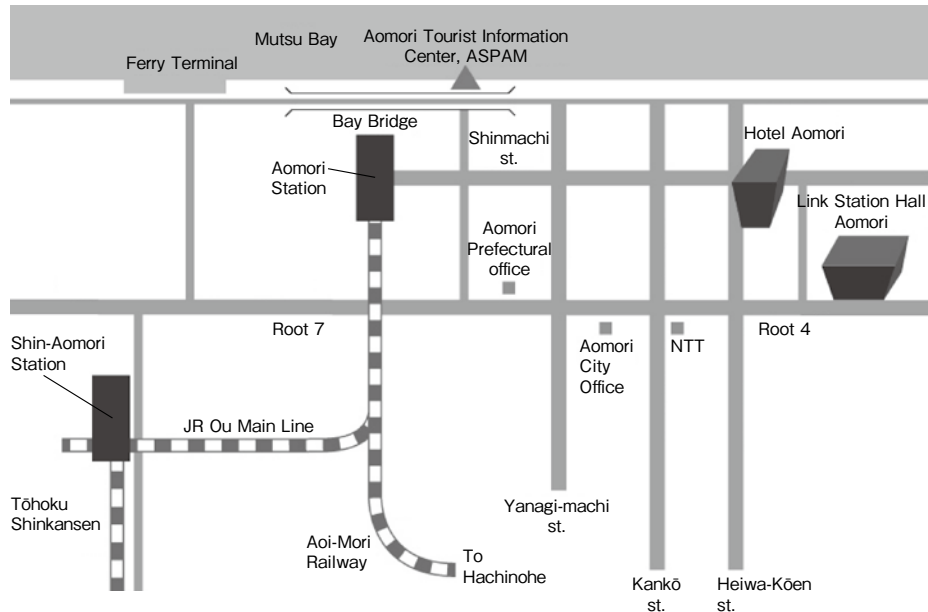 Mutsu Bay
Aomori Tourist Information
Center, ASPAM
Ferry Terminal
Bay Bridge
Shinmachi
st.
Hotel Aomori
Aomori
Station
Link Station Hall
Aomori
Aomori
Prefectural
office
Root 7
Root 4
Shin-Aomori
Station
Aomori
City
Office
NTT
JR Ou Main Line
Tōhoku
Shinkansen
Yanagi-machi
st.
Aoi-Mori
Railway
To
Hachinohe
Kankō
st.
Heiwa-Kōen
st.